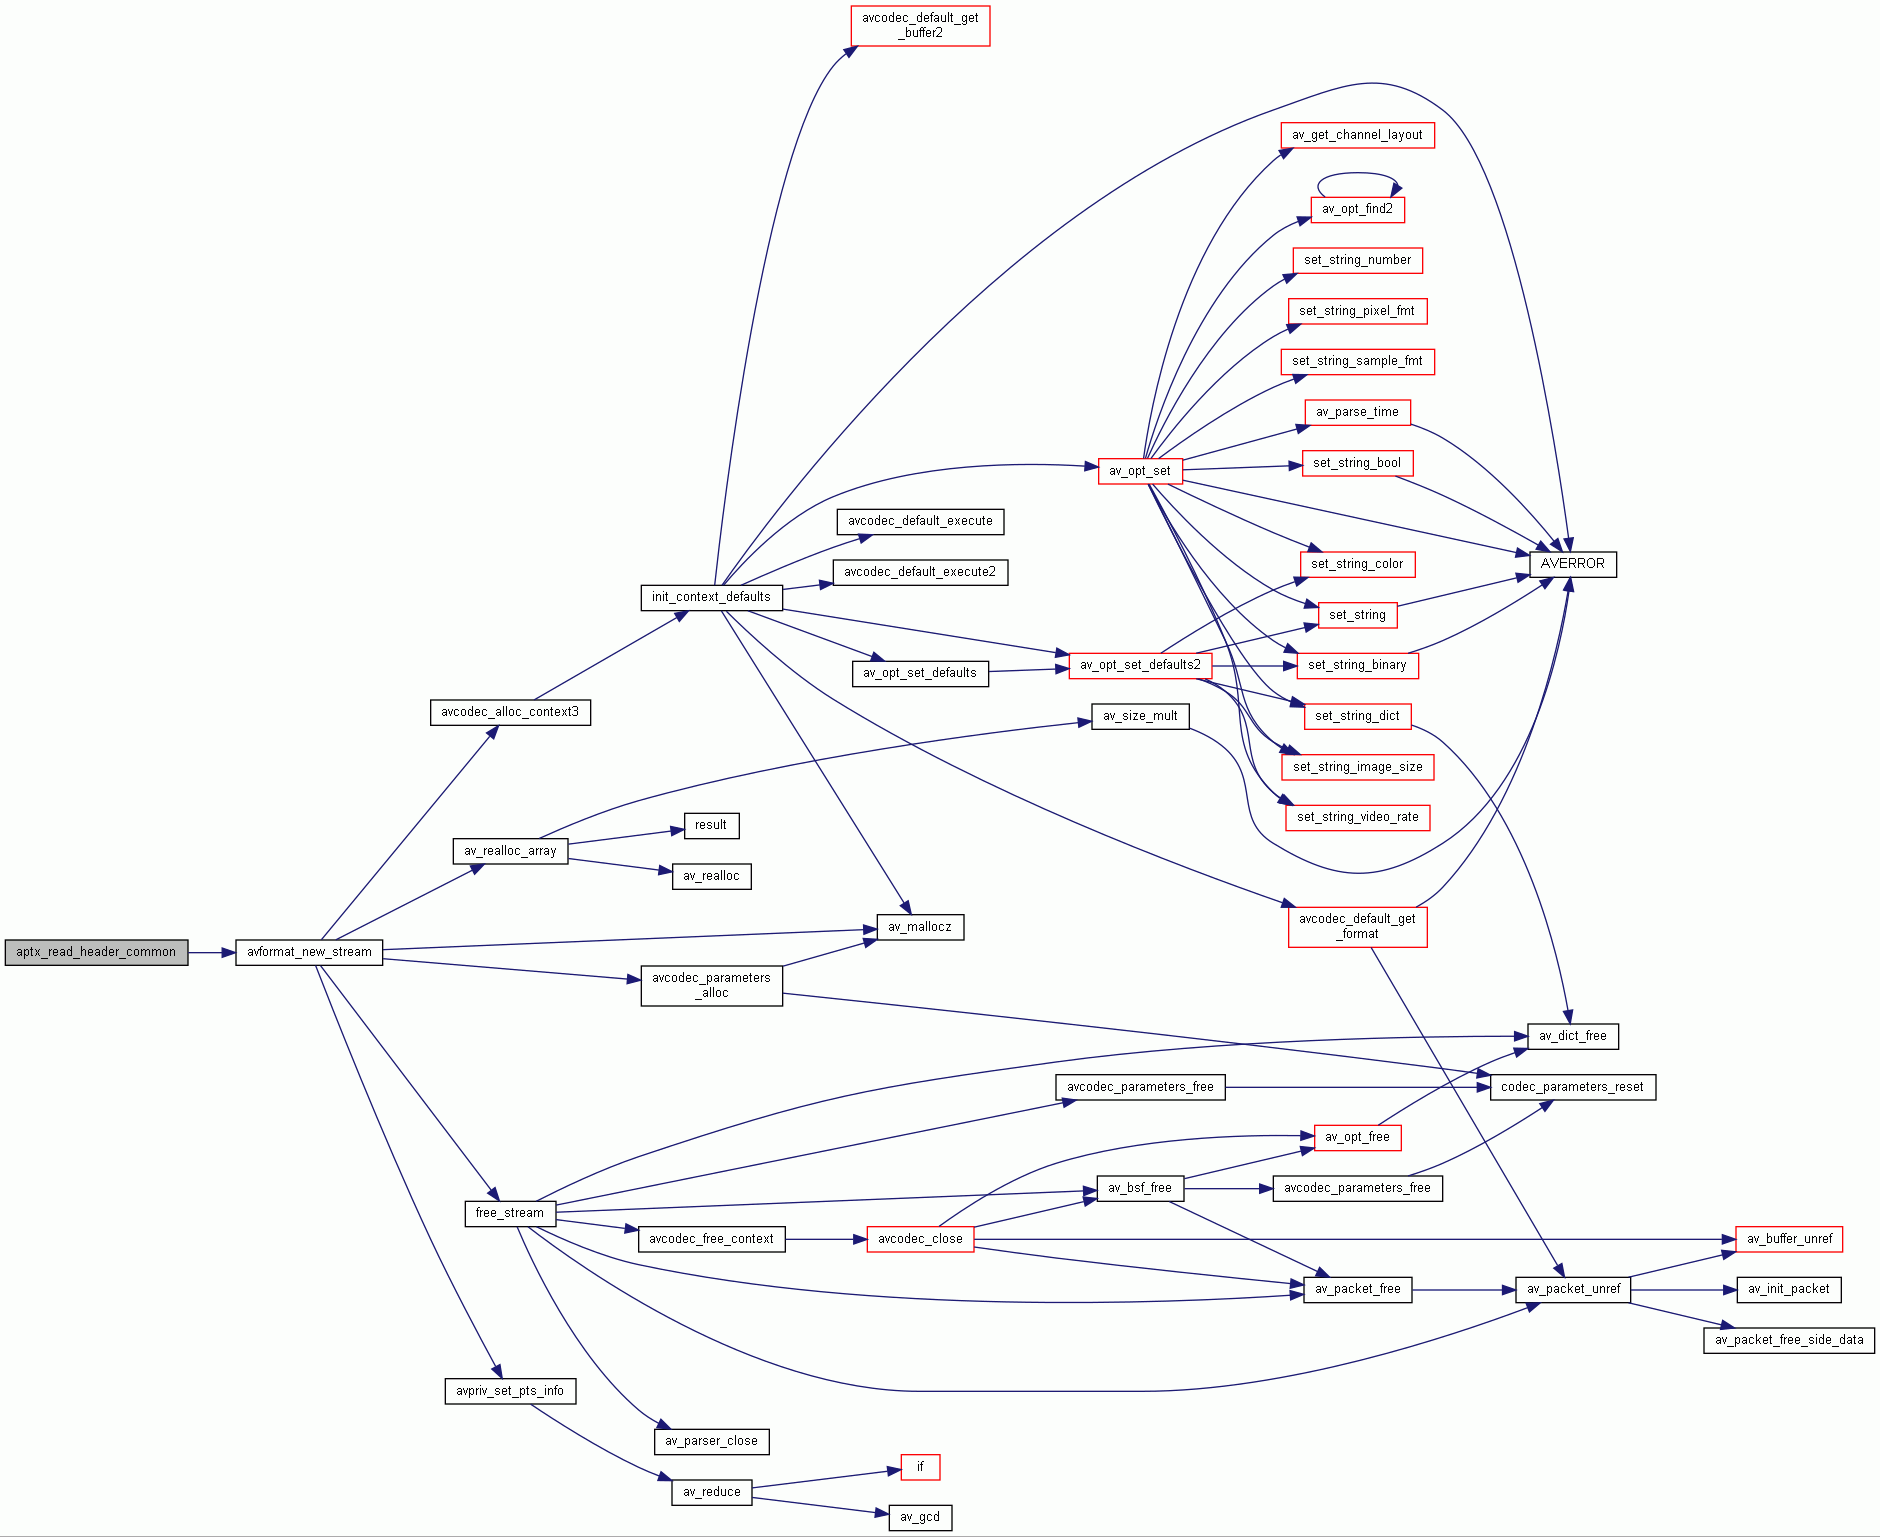 avcodec_default_get
_buffer2
av_get_channel_layout
av_opt_find2
set_string_number
set_string_pixel_fmt
set_string_sample_fmt
av_parse_time
set_string_bool
av_opt_set
avcodec_default_execute
AVERROR
set_string_color
avcodec_default_execute2
init_context_defaults
set_string
set_string_binary
av_opt_set_defaults2
av_opt_set_defaults
avcodec_alloc_context3
av_size_mult
set_string_dict
set_string_image_size
set_string_video_rate
result
av_realloc_array
av_realloc
avcodec_default_get
_format
av_mallocz
aptx_read_header_common
avformat_new_stream
avcodec_parameters
_alloc
av_dict_free
avcodec_parameters_free
codec_parameters_reset
av_opt_free
av_bsf_free
avcodec_parameters_free
free_stream
avcodec_free_context
avcodec_close
av_buffer_unref
av_packet_free
av_packet_unref
av_init_packet
av_packet_free_side_data
avpriv_set_pts_info
av_parser_close
if
av_reduce
av_gcd